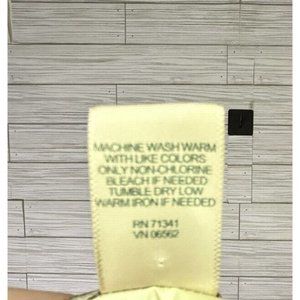 MACHINE WASH WARM
WITH LIKE COLORS
ONLY NON-CHLORINE
BLEACH IF NEEDED
TUMBLE DRY LOW
WARM IRON IF NEEDED
RN 71341
VN 06562